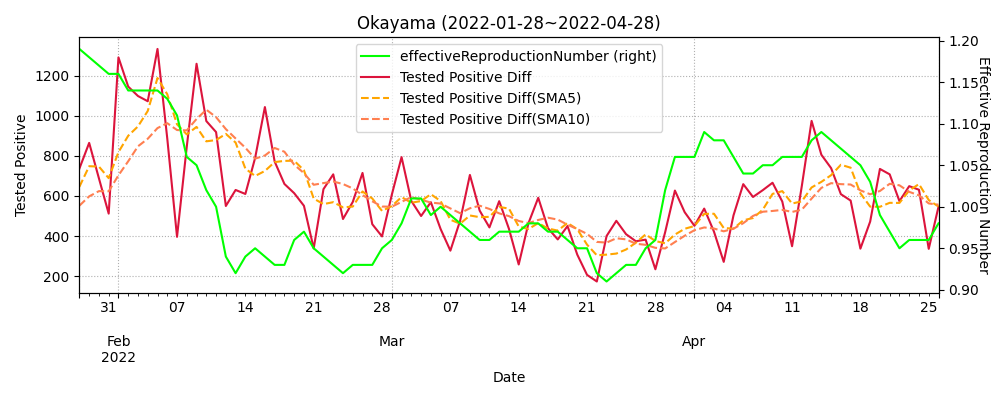 Okayama (2022-01-28~2022-04-28)
effectiveReproductionNumber (right)
Tested Positive Diff
Tested Positive Diff(SMA5)
Tested Positive Diff(SMA10)
Tested Positive
1200
1000
800
600
400
200
Effective Reproduction Number
1.20
1.15
1.10
1.05
1.00
0.95
0.90
31 07 14 21 28 07 14 21 28 04 11 18 25
Feb Mar Apr
2022
Date